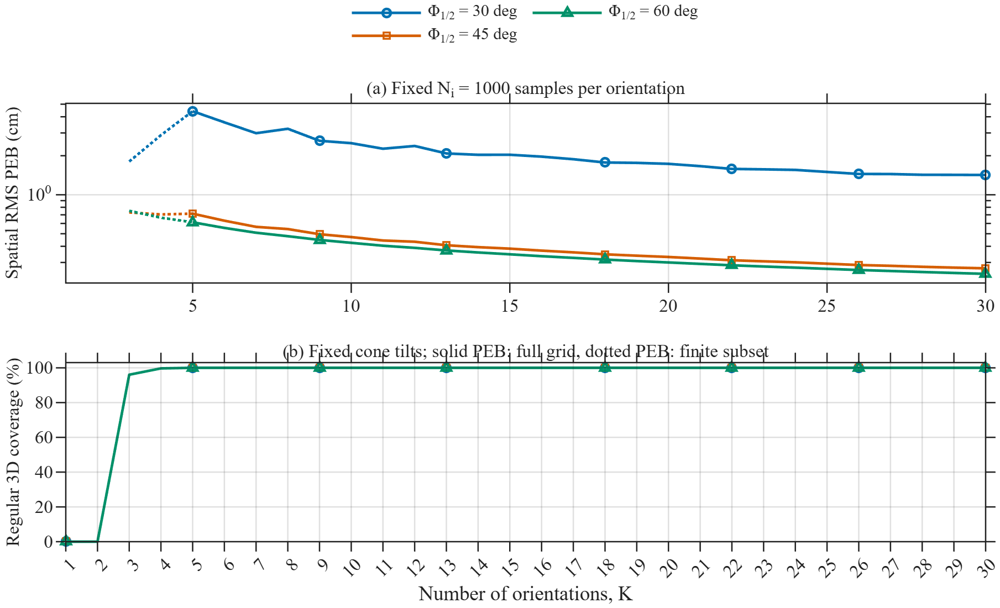 Φ1/2 = 30 deg
Φ1/2 = 60 deg
Φ1/2 = 45 deg
(a) Fixed Ni = 1000 samples per orientation
Spatial RMS PEB (cm)
10^0
5 10 15 20 25 30
(b) Fixed cone tilts; solid PEB: full grid, dotted PEB: finite subset
Regular 3D coverage (%)
100
80
60
40
20
0
1 2 3 4 5 6 7 8 9 10 11 12 13 14 15 16 17 18 19 20 21 22 23 24 25 26 27 28 29 30
Number of orientations, K